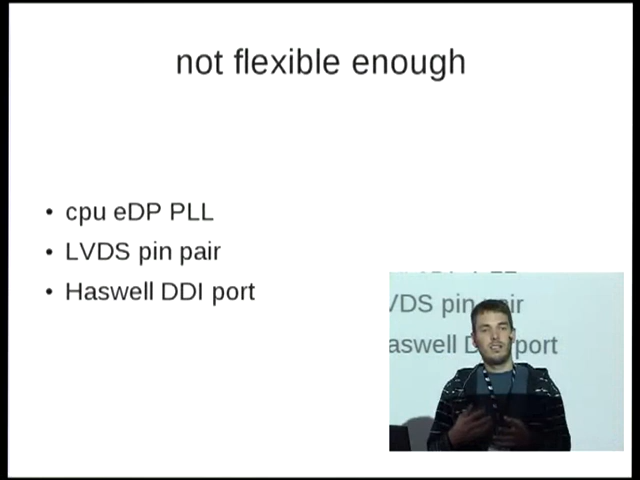 not flexible enough
• cpu eDP PLL
• LVDS pin pair
• Haswell DDI port
VDS pin pair
aswell D port